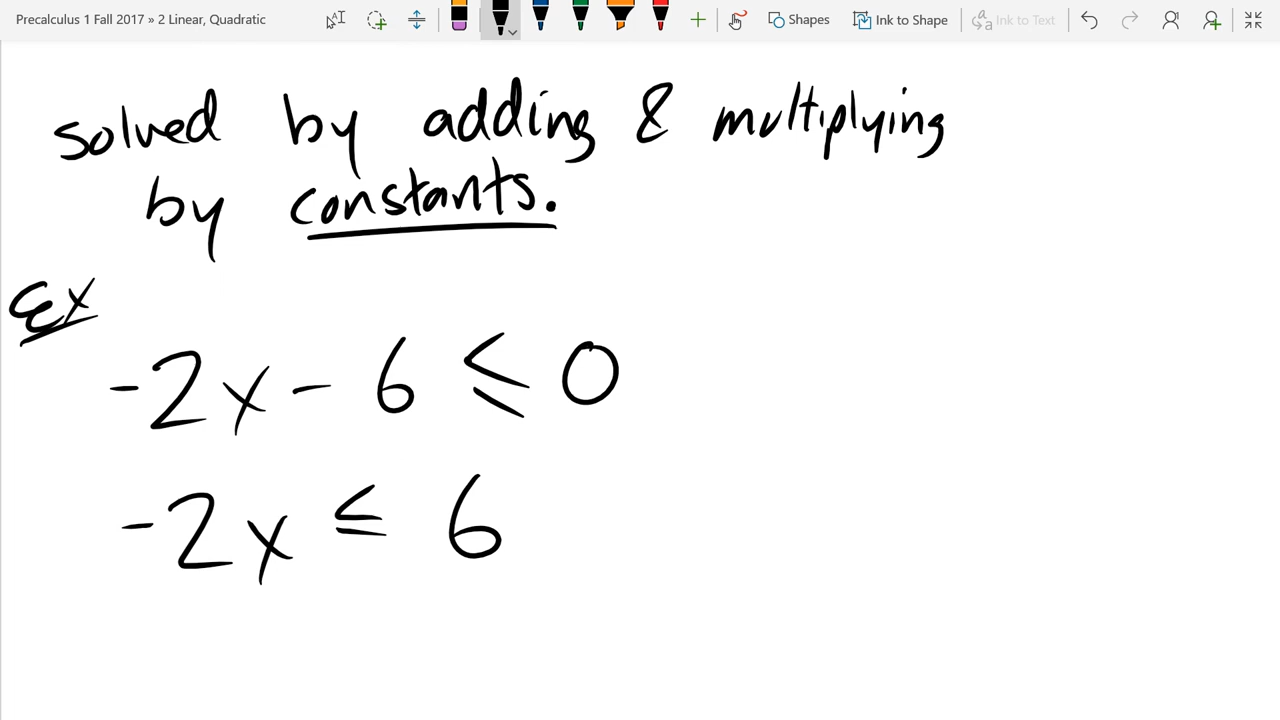 Precalculus 1 Fall 2017 » 2 Linear, Quadratic
Shapes
Ink to Shape
Ink to Text
solved by adding & multiplying
by constants.
Ex
-2x - 6 ≤ 0
-2x ≤ 6